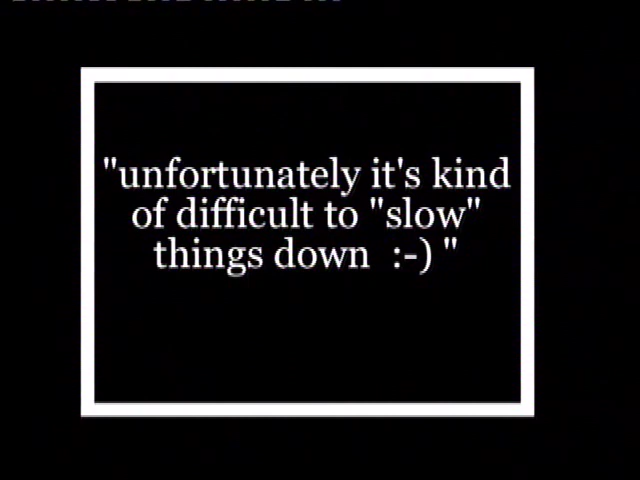 "unfortunately it's kind
of difficult to "slow"
things down  :-) "